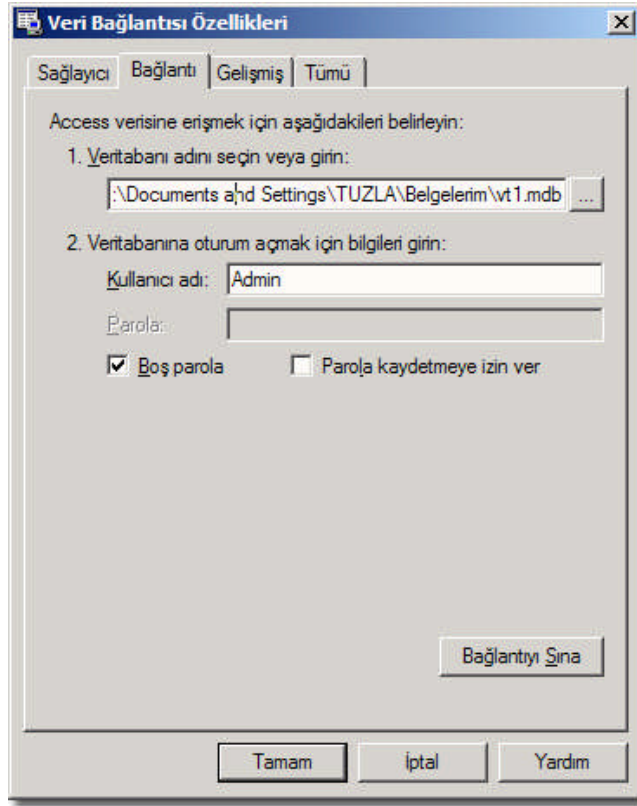 Veri Bağlantısı Özellikleri
Sağlayıcı Bağlantı Gelişmiş Tümü
Access verisine erişmek için aşağıdakileri belirleyin:
1. Veritabanı adını seçin veya girin:
:\Documents and Settings\TUZLA\Belgelerim\vt1.mdb ...
2. Veritabanına oturum açmak için bilgileri girin:
Kullanıcı adı: Admin
Parola:
Boş parola Parola kaydetmeye izin ver
Bağlantıyı Sına
Tamam İptal Yardım